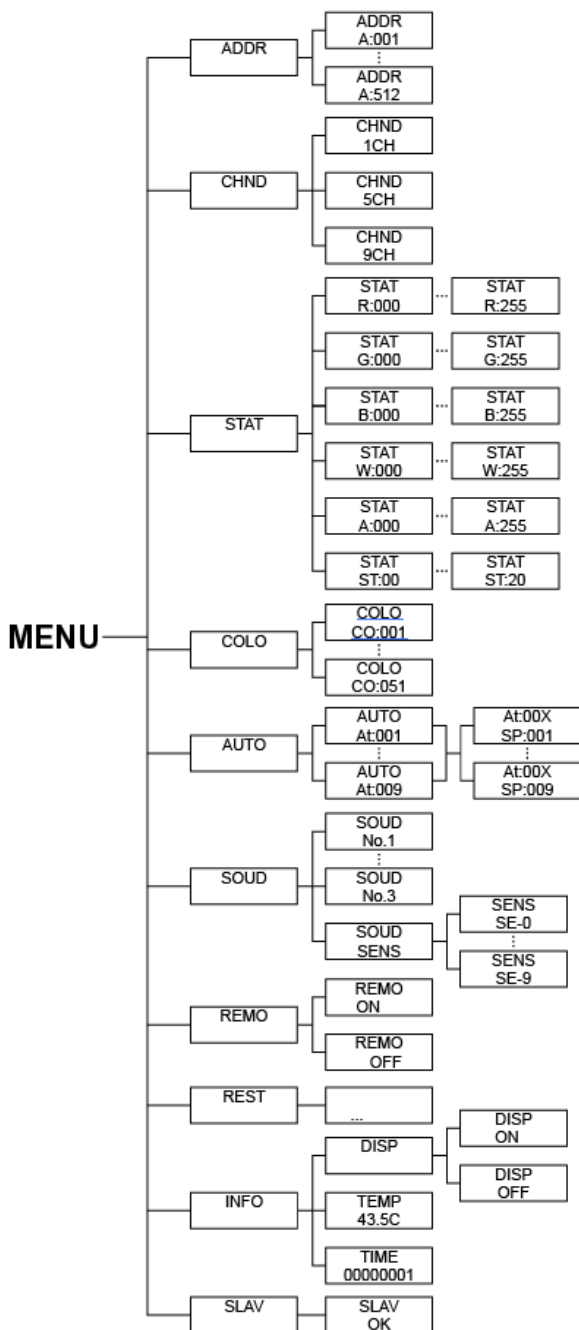 MENU
ADDR
ADDR
A:001
ADDR
A:512
CHND
CHND
1CH
CHND
5CH
CHND
9CH
STAT
STAT
R:000
...
STAT
R:255
STAT
G:000
...
STAT
G:255
STAT
B:000
...
STAT
B:255
STAT
W:000
...
STAT
W:255
STAT
A:000
...
STAT
A:255
STAT
ST:00
...
STAT
ST:20
COLO
COLO
CO:001
COLO
CO:051
AUTO
AUTO
At:001
AUTO
At:009
At:00X
SP:001
At:00X
SP:009
SOUD
SOUD
No.1
SOUD
No.3
SOUD
SENS
SENS
SE-0
SENS
SE-9
REMO
REMO
ON
REMO
OFF
REST
...
INFO
DISP
DISP
ON
DISP
OFF
TEMP
43.5C
TIME
00000001
SLAV
SLAV
OK